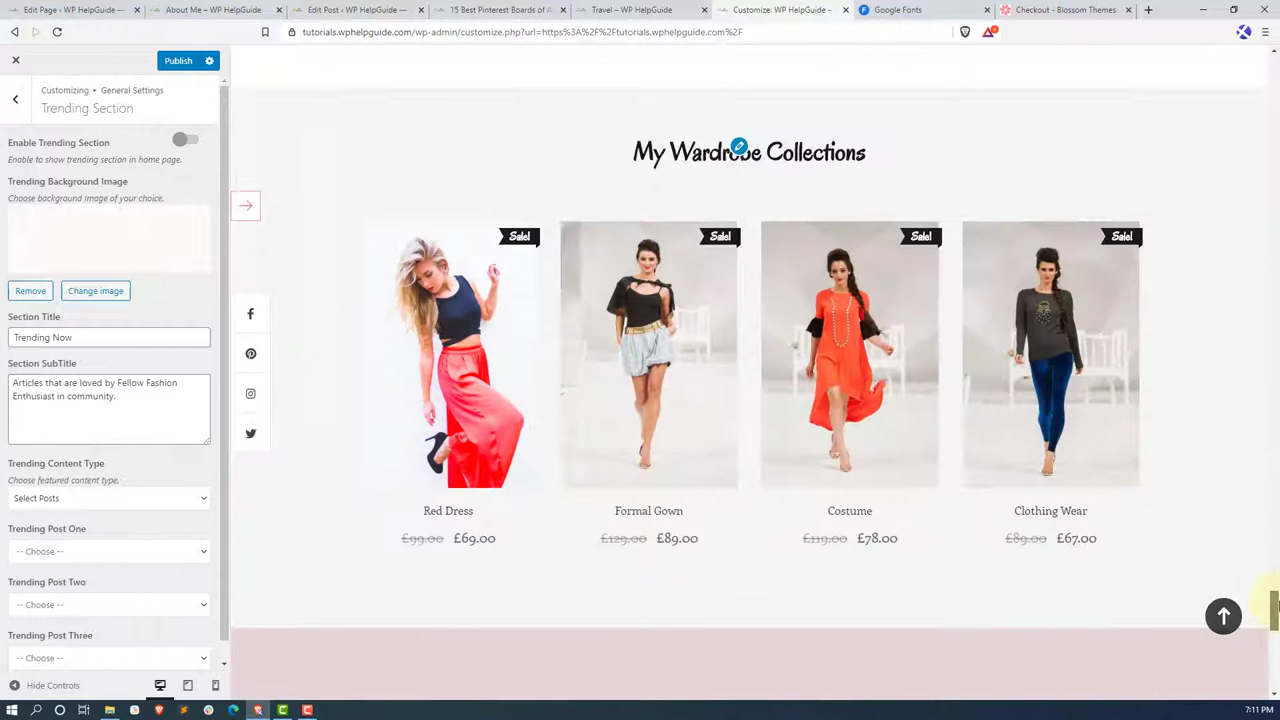 Edit Page ‹ WP HelpGuide —
About Me – WP HelpGuide
Edit Post ‹ WP HelpGuide —
15 Best Pinterest Boards of A
Travel – WP HelpGuide
Customize: WP HelpGuide –
Google Fonts
Checkout - Blossom Themes
tutorials.wphelpguide.com/wp-admin/customize.php?url=https%3A%2F%2Ftutorials.wphelpguide.com%2F
Publish
Customizing ▸ General Settings
Trending Section
Enable Trending Section
Enable to show trending section in home page.
Trending Background Image
Choose background Image of your choice.
Remove
Change image
Section Title
Trending Now
Section SubTitle
Articles that are loved by Fellow Fashion
Enthusiast in community.
Trending Content Type
Choose featured content type.
Select Posts
Trending Post One
-- Choose --
Trending Post Two
-- Choose --
Trending Post Three
-- Choose --
Hide Controls
My Wardrobe Collections
Sale!
Sale!
Sale!
Sale!
Red Dress
Formal Gown
Costume
Clothing Wear
£99.00 £69.00
£129.00 £89.00
£119.00 £78.00
£89.00 £67.00
7:11 PM